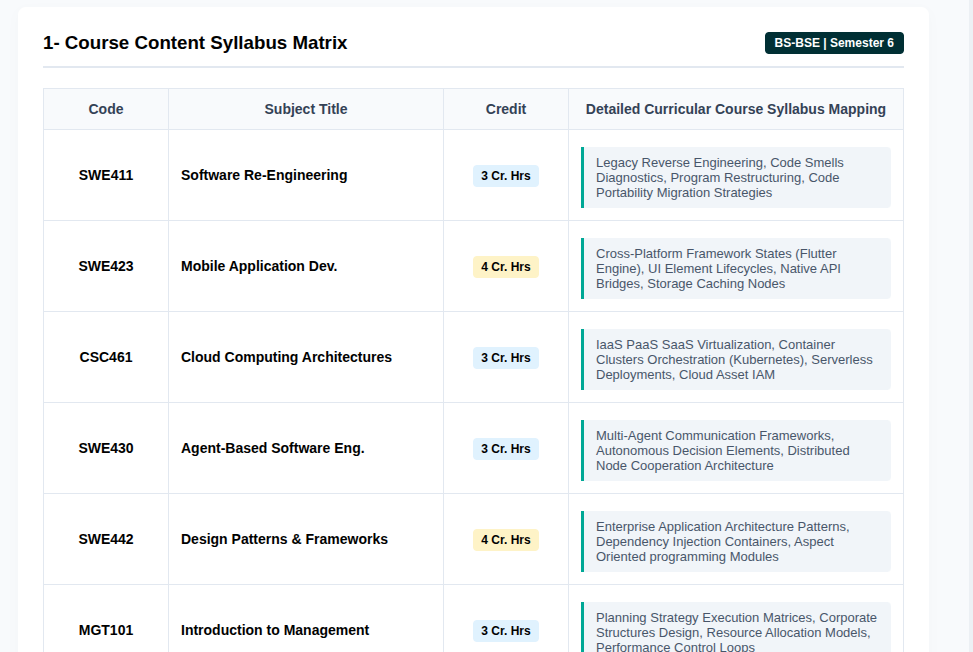 1- Course Content Syllabus Matrix
BS-BSE | Semester 6
Code
Subject Title
Credit
Detailed Curricular Course Syllabus Mapping
SWE411
Software Re-Engineering
3 Cr. Hrs
Legacy Reverse Engineering, Code Smells
Diagnostics, Program Restructuring, Code
Portability Migration Strategies
SWE423
Mobile Application Dev.
4 Cr. Hrs
Cross-Platform Framework States (Flutter
Engine), UI Element Lifecycles, Native API
Bridges, Storage Caching Nodes
CSC461
Cloud Computing Architectures
3 Cr. Hrs
IaaS PaaS SaaS Virtualization, Container
Clusters Orchestration (Kubernetes), Serverless
Deployments, Cloud Asset IAM
SWE430
Agent-Based Software Eng.
3 Cr. Hrs
Multi-Agent Communication Frameworks,
Autonomous Decision Elements, Distributed
Node Cooperation Architecture
SWE442
Design Patterns & Frameworks
4 Cr. Hrs
Enterprise Application Architecture Patterns,
Dependency Injection Containers, Aspect
Oriented programming Modules
MGT101
Introduction to Management
3 Cr. Hrs
Planning Strategy Execution Matrices, Corporate
Structures Design, Resource Allocation Models,
Performance Control Loops